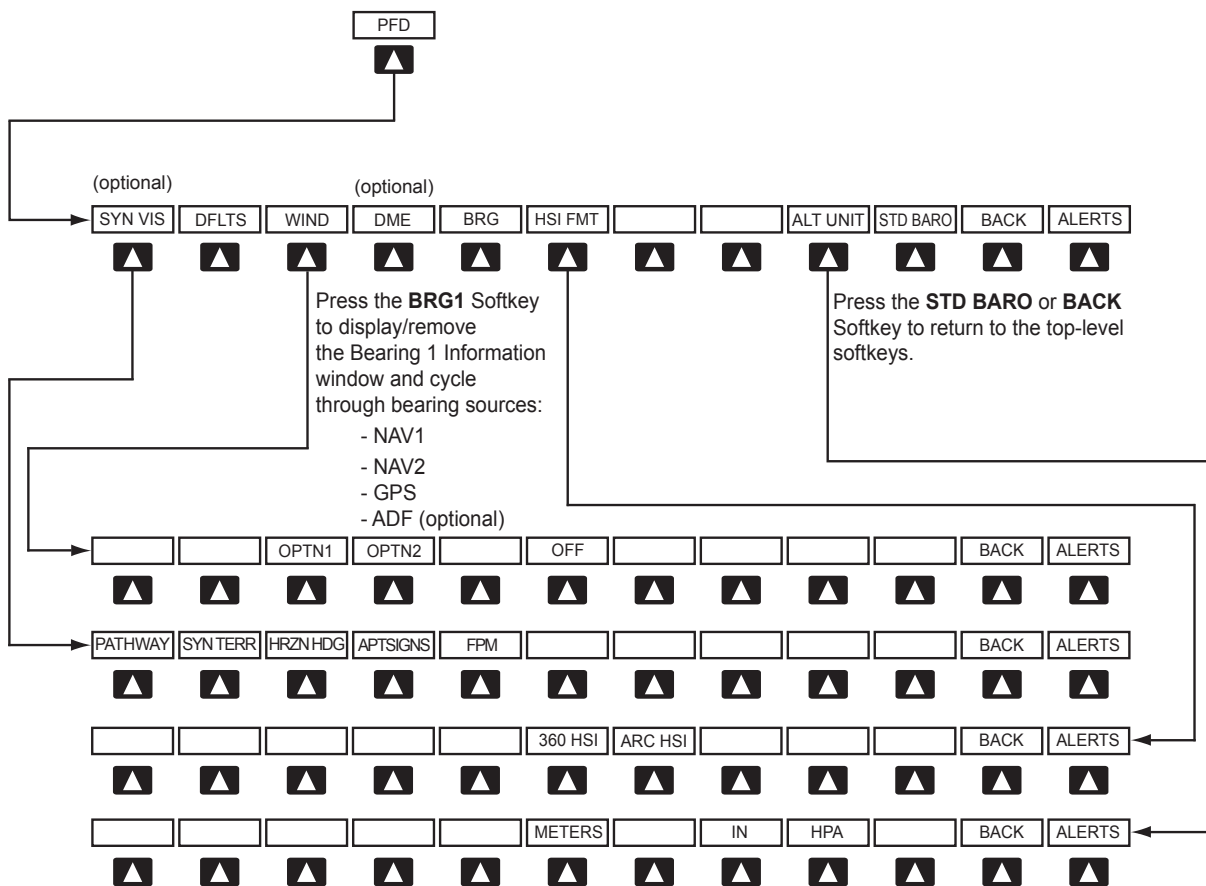 PFD
(optional)
(optional)
SYN VIS DFLTS WIND DME BRG HSI FMT ALT UNIT STD BARO BACK ALERTS
Press the BRG1 Softkey
to display/remove
the Bearing 1 Information
window and cycle
through bearing sources:
- NAV1
- NAV2
- GPS
- ADF (optional)
Press the STD BARO or BACK
Softkey to return to the top-level
softkeys.
OPTN1 OPTN2 OFF BACK ALERTS
PATHWAY SYN TERR HRZN HDG APTSIGNS FPM BACK ALERTS
360 HSI ARC HSI BACK ALERTS
METERS IN HPA BACK ALERTS